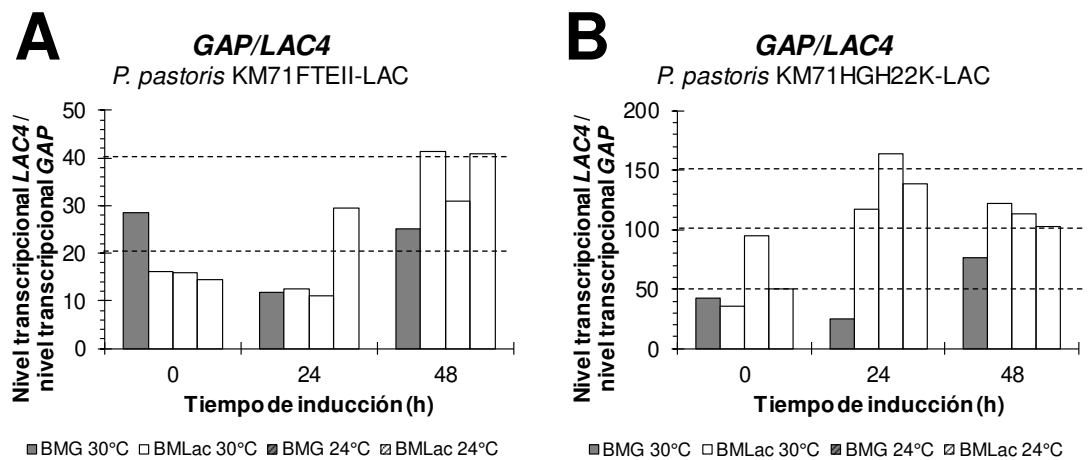 A
GAP/LAC4
P. pastoris KM71FTEII-LAC
Nivel transcripcional LAC4 /
nivel transcripcional GAP
50
40
30
20
10
0
0 24 48
Tiempo de inducción (h)
BMG 30°C BMLac 30°C BMG 24°C BMLac 24°C
B
GAP/LAC4
P. pastoris KM71HGH22K-LAC
Nivel transcripcional LAC4 /
nivel transcripcional GAP
200
150
100
50
0
0 24 48
Tiempo de inducción (h)
BMG 30°C BMLac 30°C BMG 24°C BMLac 24°C